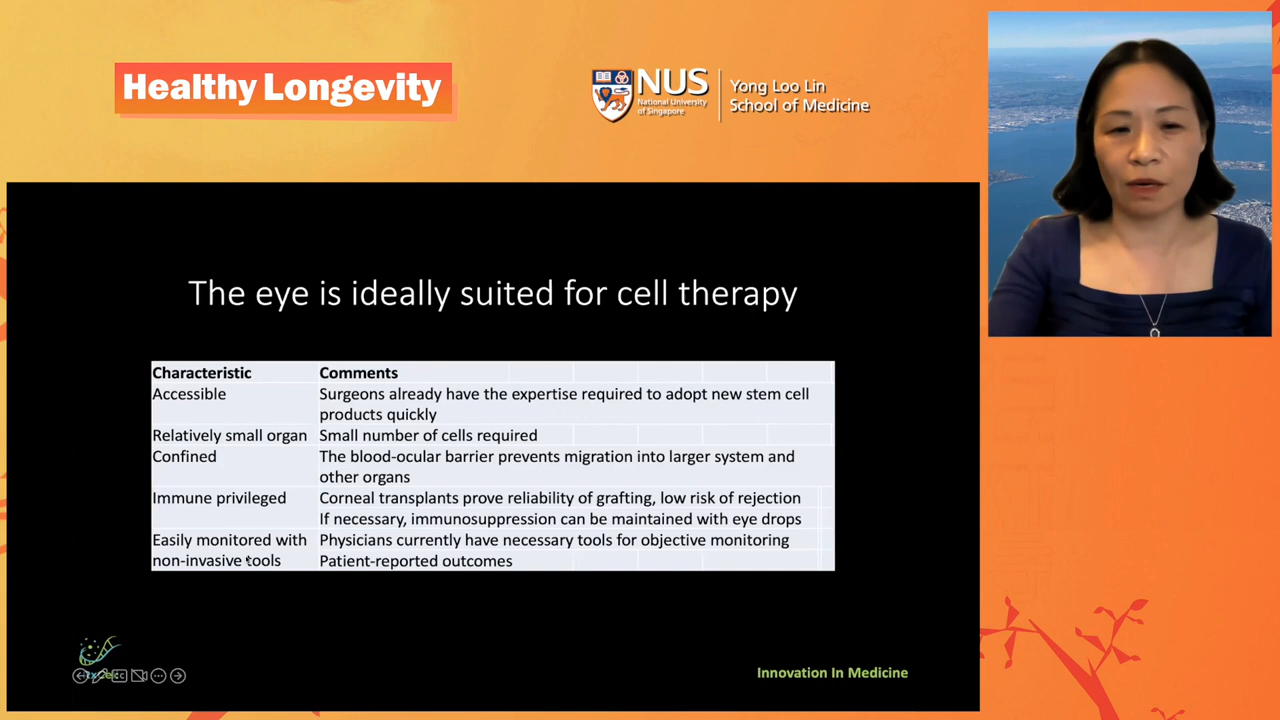 Healthy Longevity
NUS
National University
of Singapore
Yong Loo Lin
School of Medicine
The eye is ideally suited for cell therapy
Characteristic Comments
Accessible Surgeons already have the expertise required to adopt new stem cell
products quickly
Relatively small organ Small number of cells required
Confined The blood-ocular barrier prevents migration into larger system and
other organs
Immune privileged Corneal transplants prove reliability of grafting, low risk of rejection
If necessary, immunosuppression can be maintained with eye drops
Easily monitored with Physicians currently have necessary tools for objective monitoring
non-invasive tools Patient-reported outcomes
Innovation In Medicine